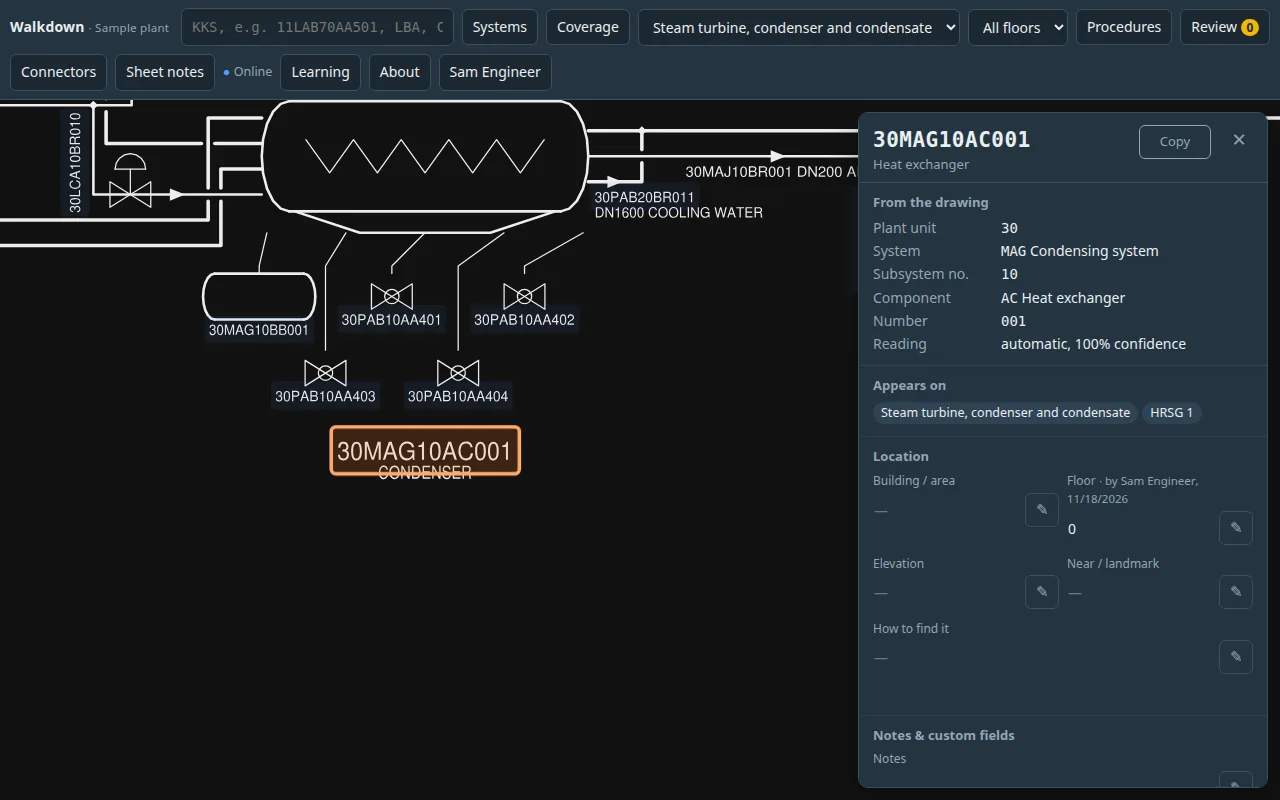 Walkdown · Sample plant
KKS, e.g. 11LAB70AA501, LBA, C
Systems
Coverage
Steam turbine, condenser and condensate
All floors
Procedures
Review 0
Connectors
Sheet notes
Online
Learning
About
Sam Engineer
30LCA10BR010
30MAJ10BR001 DN200 A
30PAB20BR011
DN1600 COOLING WATER
30MAG10BB001
30PAB10AA401
30PAB10AA402
30PAB10AA403
30PAB10AA404
30MAG10AC001
CONDENSER
30MAG10AC001
Copy
×
Heat exchanger
From the drawing
Plant unit 30
System MAG Condensing system
Subsystem no. 10
Component AC Heat exchanger
Number 001
Reading automatic, 100% confidence
Appears on
Steam turbine, condenser and condensate
HRSG 1
Location
Building / area
—
Floor · by Sam Engineer,
11/18/2026
0
Elevation
—
Near / landmark
—
How to find it
—
Notes & custom fields
Notes